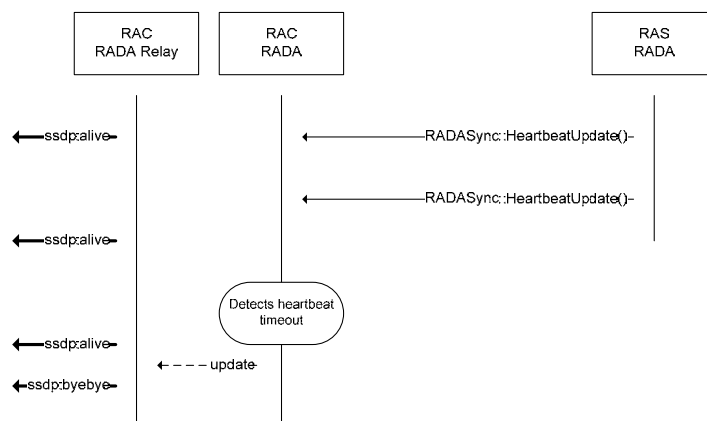 RAC
RADA Relay
RAC
RADA
RAS
RADA
ssdp:alive
RADASync::HeartbeatUpdate()
RADASync::HeartbeatUpdate()
ssdp:alive
Detects heartbeat
timeout
ssdp:alive
update
ssdp:byebye